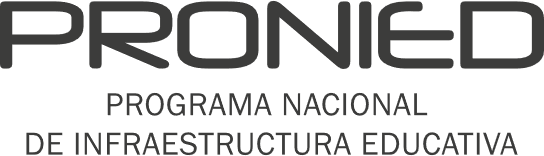 PRONIED
PROGRAMA NACIONAL
DE INFRAESTRUCTURA EDUCATIVA